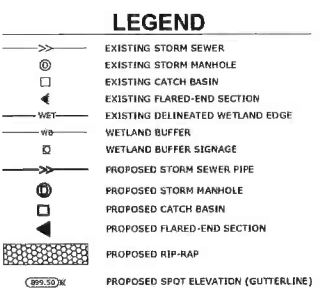 LEGEND
EXISTING STORM SEWER
D EXISTING STORM MANHOLE
EXISTING CATCH BASIN
EXISTING FLARED-END SECTION
WET EXISTING DELINEATED WETLAND EDGE
WB WETLAND BUFFER
WETLAND BUFFER SIGNAGE
PROPOSED STORM SEWER PIPE
D PROPOSED STORM MANHOLE
PROPOSED CATCH BASIN
PROPOSED FLARED-END SECTION
PROPOSED RIP-RAP
899.50 PROPOSED SPOT ELEVATION (GUTTERLINE)